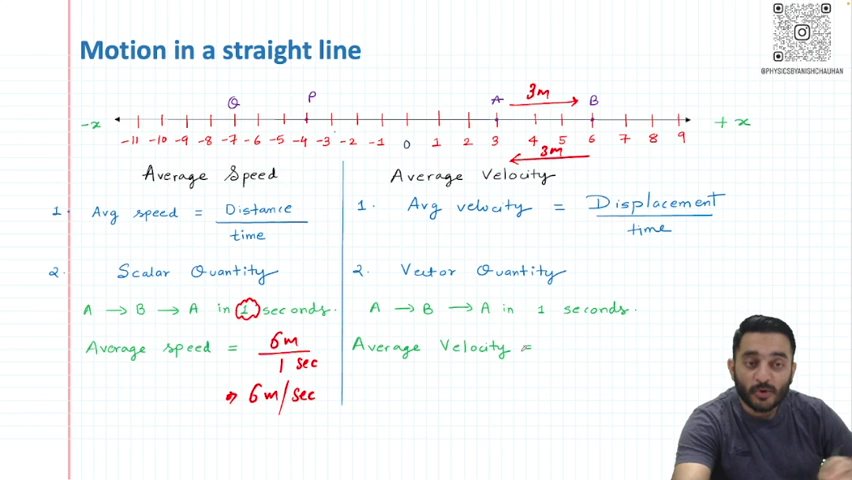 Motion in a straight line
@PHYSICSBYANISHCHAUHAN
3m
Q P A B
-x +x
-11 -10 -9 -8 -7 -6 -5 -4 -3 -2 -1 0 1 2 3 4 5 6 7 8 9
3m
Average Speed
1. Avg speed = Distance
time
2. Scalar Quantity
A → B → A in 1 seconds.
Average speed = 6m
1 sec
→ 6m/sec
Average Velocity
1. Avg velocity = Displacement
time
2. Vector Quantity
A → B → A in 1 seconds.
Average Velocity =